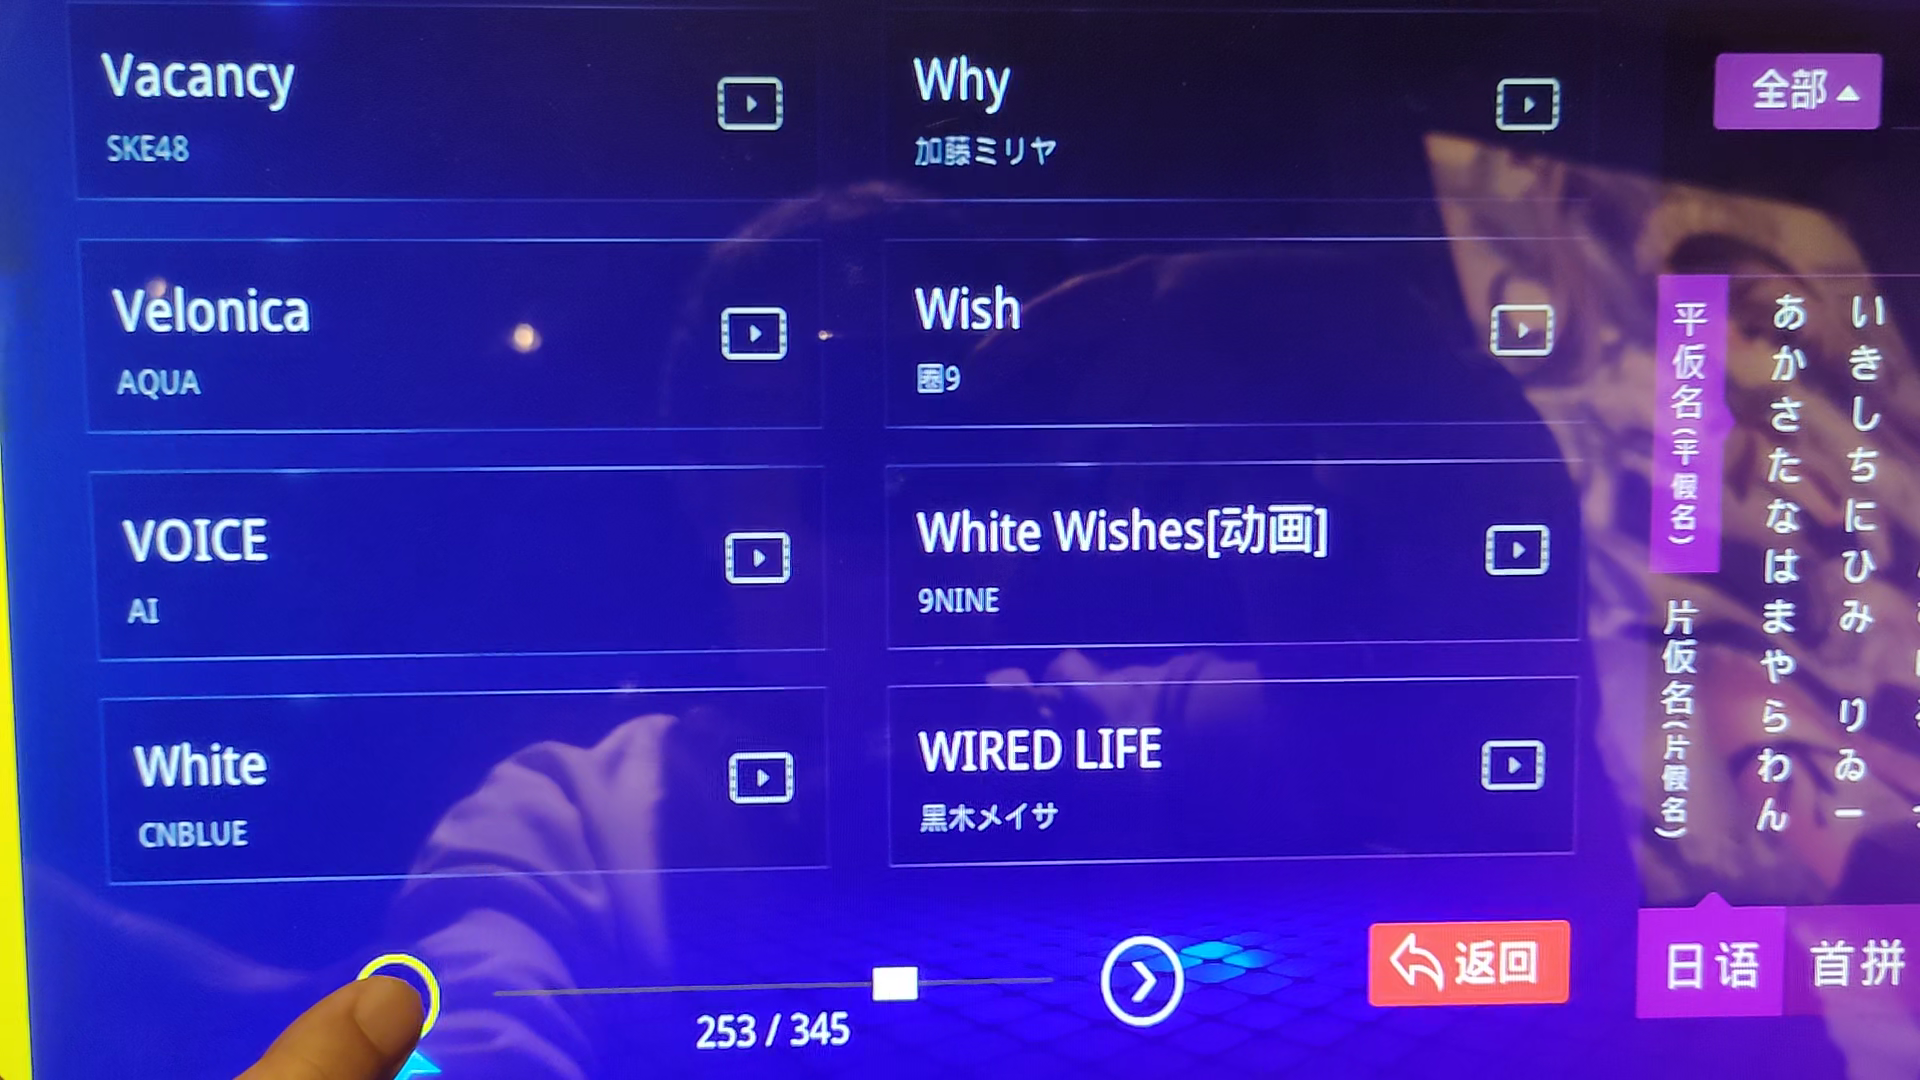 Vacancy
SKE48
Why
加藤ミリヤ
全部
Velonica
AQUA
Wish
圏9
VOICE
AI
White Wishes[动画]
9NINE
White
CNBLUE
WIRED LIFE
黒木メイサ
平仮名(平假名)
片仮名(片假名)
あかさたなはまやらわん
いきしちにひみ りゐー
253 / 345
返回
日语
首拼